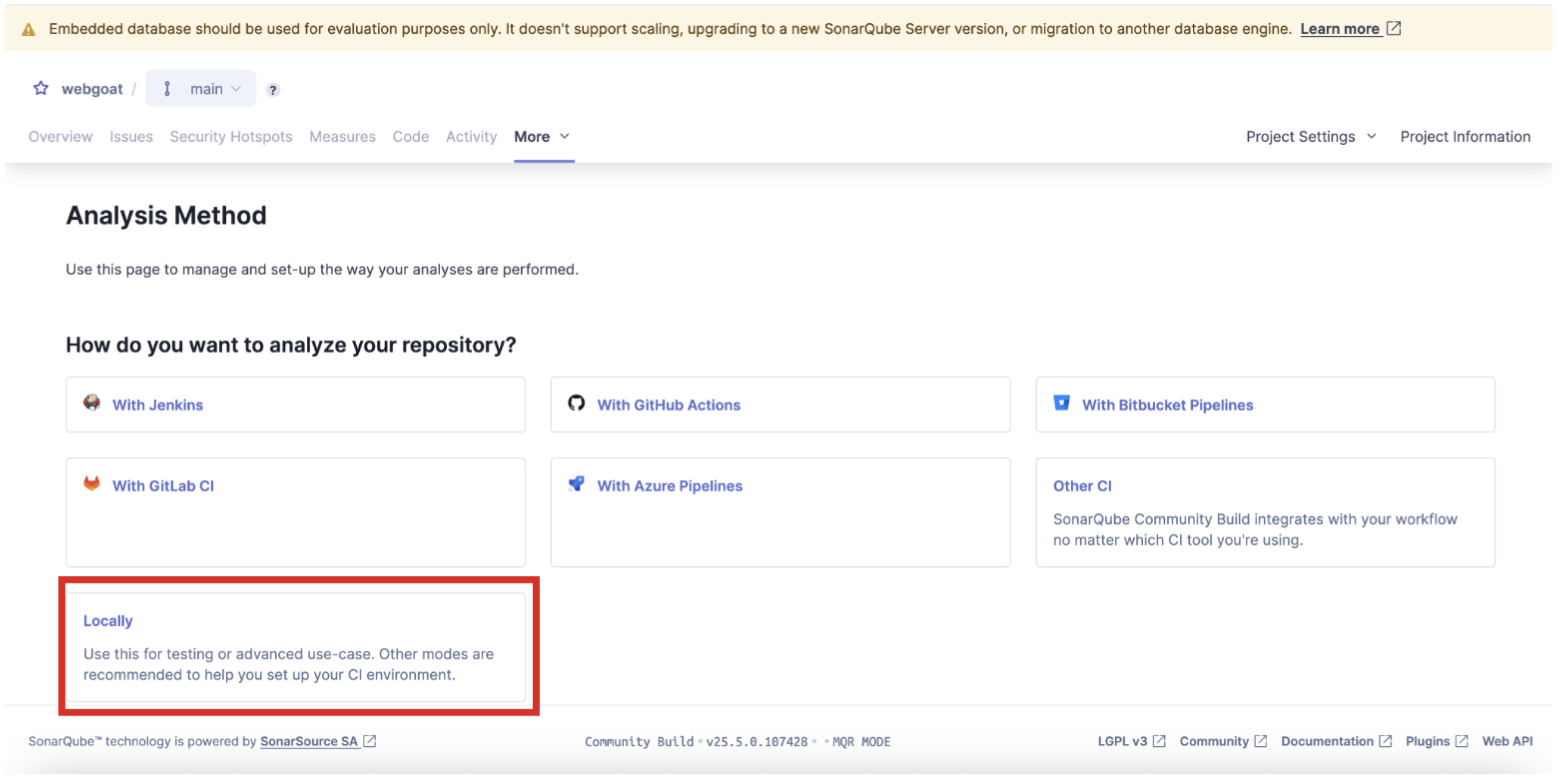 Embedded database should be used for evaluation purposes only. It doesn't support scaling, upgrading to a new SonarQube Server version, or migration to another database engine. Learn more
webgoat / main ?
Overview Issues Security Hotspots Measures Code Activity More Project Settings Project Information
Analysis Method
Use this page to manage and set-up the way your analyses are performed.
How do you want to analyze your repository?
With Jenkins
With GitHub Actions
With Bitbucket Pipelines
With GitLab CI
With Azure Pipelines
Other CI
SonarQube Community Build integrates with your workflow
no matter which CI tool you're using.
Locally
Use this for testing or advanced use-case. Other modes are
recommended to help you set up your CI environment.
SonarQube™ technology is powered by SonarSource SA Community Build • v25.5.0.107428 • • MQR MODE LGPL v3 Community Documentation Plugins Web API